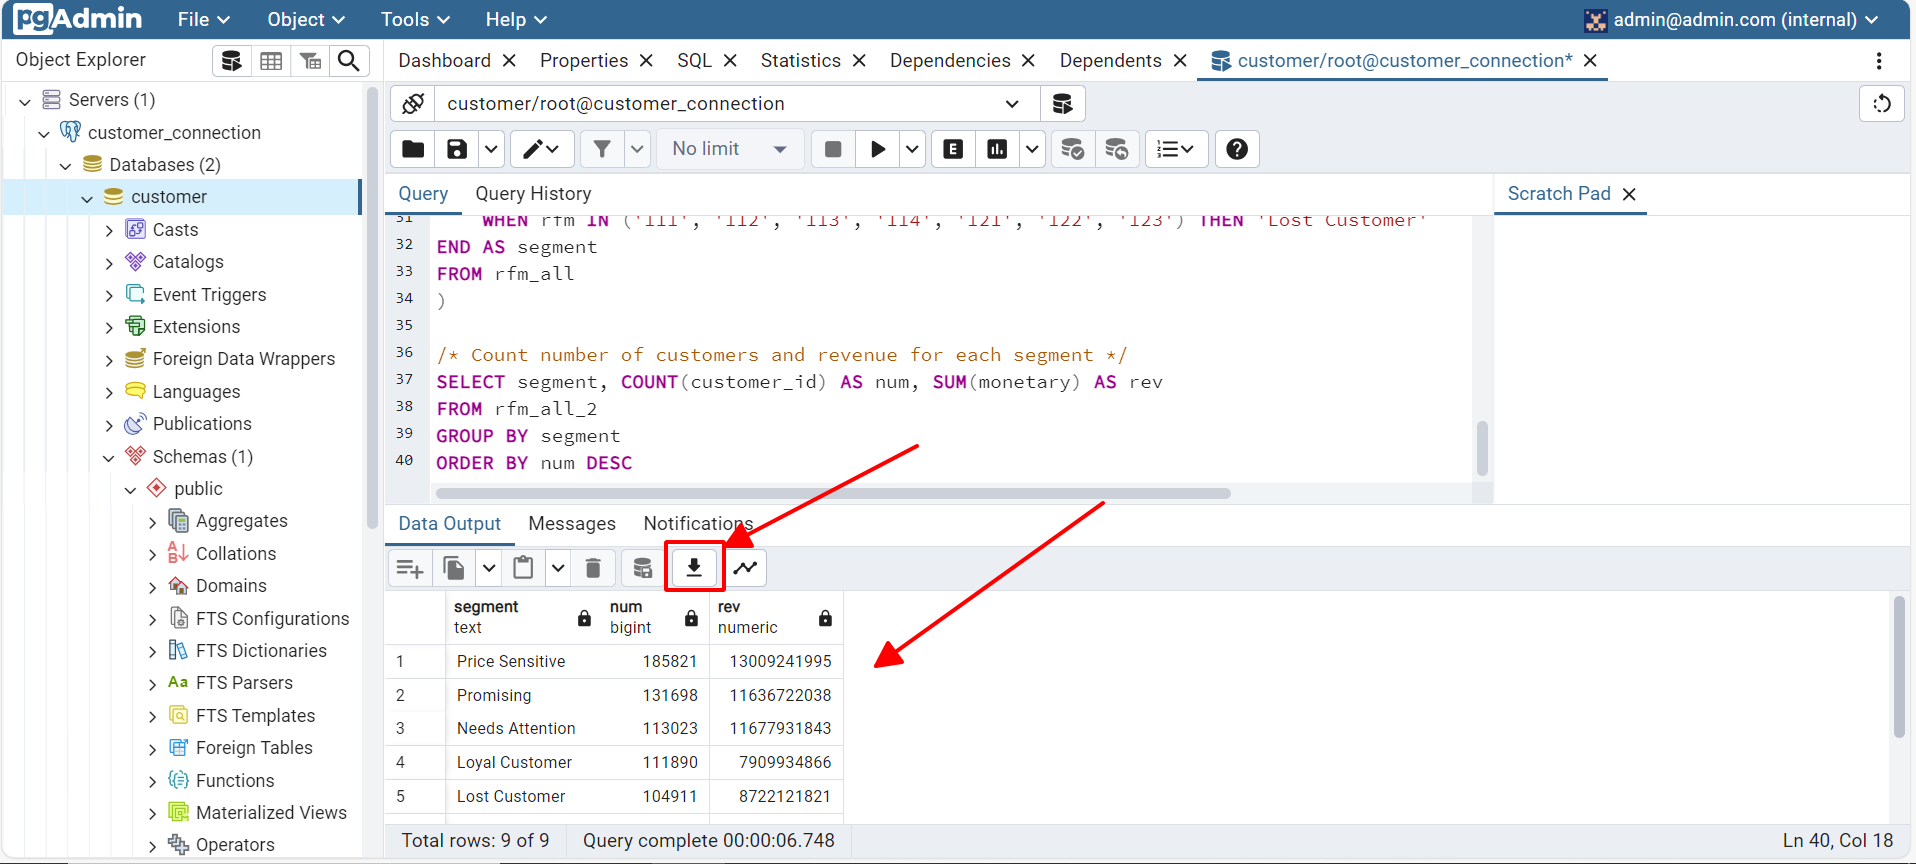 pgAdmin File Object Tools Help admin@admin.com (internal)
Object Explorer
Dashboard Properties SQL Statistics Dependencies Dependents customer/root@customer_connection*
Servers (1)
customer_connection
Databases (2)
customer
Casts
Catalogs
Event Triggers
Extensions
Foreign Data Wrappers
Languages
Publications
Schemas (1)
public
Aggregates
Collations
Domains
FTS Configurations
FTS Dictionaries
Aa FTS Parsers
FTS Templates
Foreign Tables
Functions
Materialized Views
Operators
customer/root@customer_connection
No limit
E
Query Query History
Scratch Pad
31 WHEN rfm IN ('111', '112', '113', '114', '121', '122', '123') THEN 'Lost Customer'
32 END AS segment
33 FROM rfm_all
34 )
35
36 /* Count number of customers and revenue for each segment */
37 SELECT segment, COUNT(customer_id) AS num, SUM(monetary) AS rev
38 FROM rfm_all_2
39 GROUP BY segment
40 ORDER BY num DESC
Data Output Messages Notifications
segment num rev
text bigint numeric
1 Price Sensitive 185821 13009241995
2 Promising 131698 11636722038
3 Needs Attention 113023 11677931843
4 Loyal Customer 111890 7909934866
5 Lost Customer 104911 8722121821
Total rows: 9 of 9 Query complete 00:00:06.748 Ln 40, Col 18